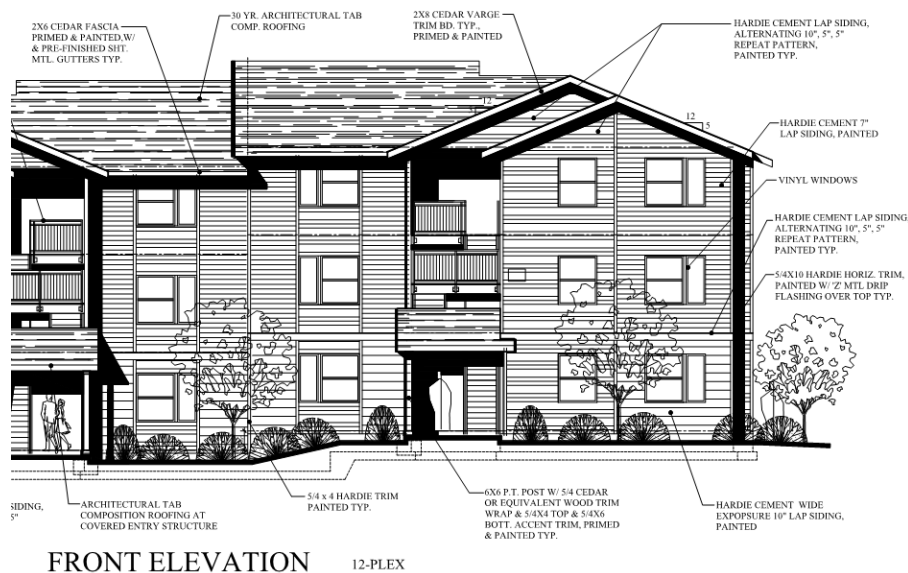 2X6 CEDAR FASCIA
PRIMED & PAINTED,W/
& PRE-FINISHED SHT.
MTL. GUTTERS TYP.
30 YR. ARCHITECTURAL TAB
COMP. ROOFING
2X8 CEDAR VARGE
TRIM BD. TYP.,
PRIMED & PAINTED
HARDIE CEMENT LAP SIDING,
ALTERNATING 10", 5", 5"
REPEAT PATTERN,
PAINTED TYP.
12
12
5
HARDIE CEMENT 7"
LAP SIDING, PAINTED
VINYL WINDOWS
HARDIE CEMENT LAP SIDING
ALTERNATING 10", 5", 5"
REPEAT PATTERN,
PAINTED TYP.
5/4X10 HARDIE HORIZ. TRIM,
PAINTED W/ 'Z' MTL DRIP
FLASHING OVER TOP TYP.
SIDING,
5"
ARCHITECTURAL TAB
COMPOSITION ROOFING AT
COVERED ENTRY STRUCTURE
5/4 x 4 HARDIE TRIM
PAINTED TYP.
6X6 P.T. POST W/ 5/4 CEDAR
OR EQUIVALENT WOOD TRIM
WRAP & 5/4X4 TOP & 5/4X6
BOTT. ACCENT TRIM, PRIMED
& PAINTED TYP.
HARDIE CEMENT WIDE
EXPOPSURE 10" LAP SIDING,
PAINTED
FRONT ELEVATION 12-PLEX